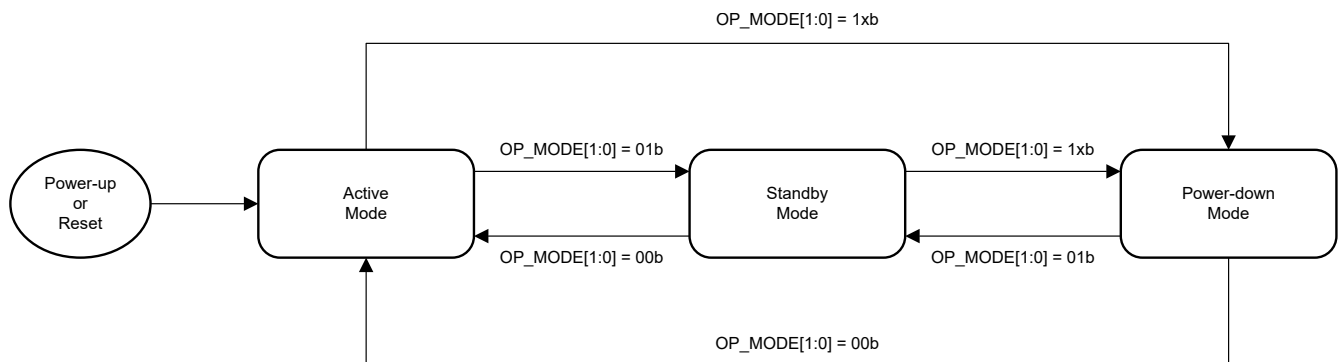 OP_MODE[1:0] = 1xb
OP_MODE[1:0] = 01b
OP_MODE[1:0] = 1xb
Power-up
or
Reset
Active
Mode
Standby
Mode
Power-down
Mode
OP_MODE[1:0] = 00b
OP_MODE[1:0] = 01b
OP_MODE[1:0] = 00b